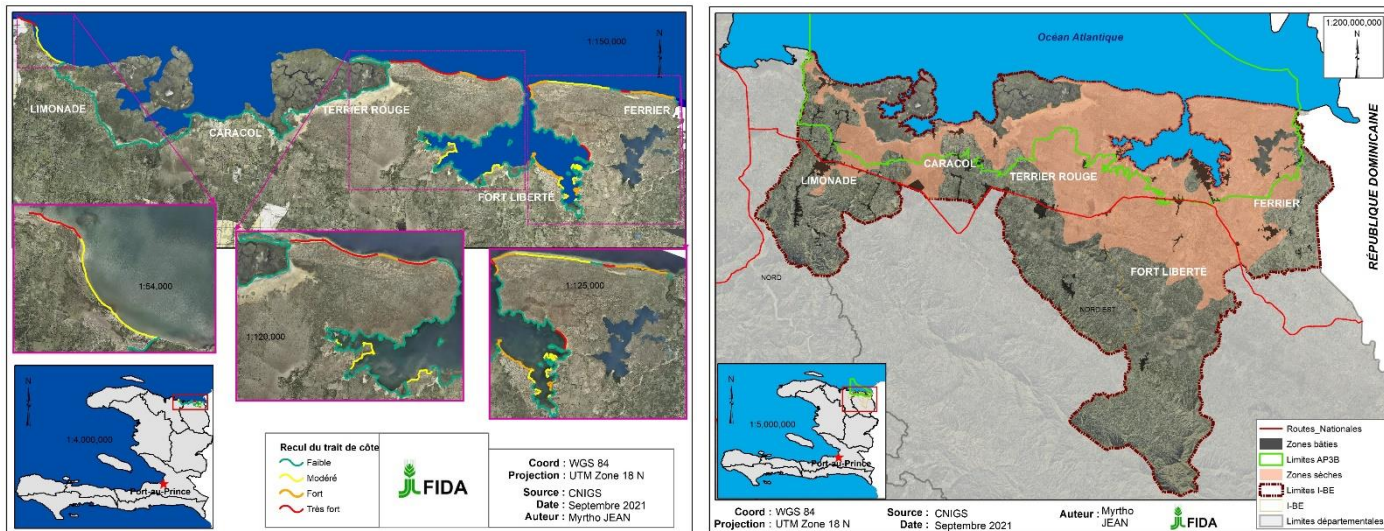 1:150,000
N
LIMONADE
CARACOL
TERRIER ROUGE
FERRIER
FORT LIBERTÉ
1:54,000
1:120,000
1:125,000
N
1:4,000,000
Port-au-Prince
Recul du trait de côte
Faible
Modéré
Fort
Très fort
JL FIDA
Coord : WGS 84
Projection : UTM Zone 18 N
Source : CNIGS
Date : Septembre 2021
Auteur : Myrtho JEAN
1:200.000,000
N
Océan Atlantique
RÉPUBLIQUE DOMINICAINE
LIMONADE
CARACOL
TERRIER ROUGE
FERRIER
FORT LIBERTÉ
NORD
NORD-EST
N
1:5,000,000
Port-au-Prince
Routes_Nationales
Zones bâties
Limites AP3B
Zones sèches
Limites I-BE
I-BE
Limites départementales
Coord : WGS 84
Projection : UTM Zone 18 N
Source : CNIGS
Date : Septembre 2021
Auteur : Myrtho
JEAN
JL FIDA